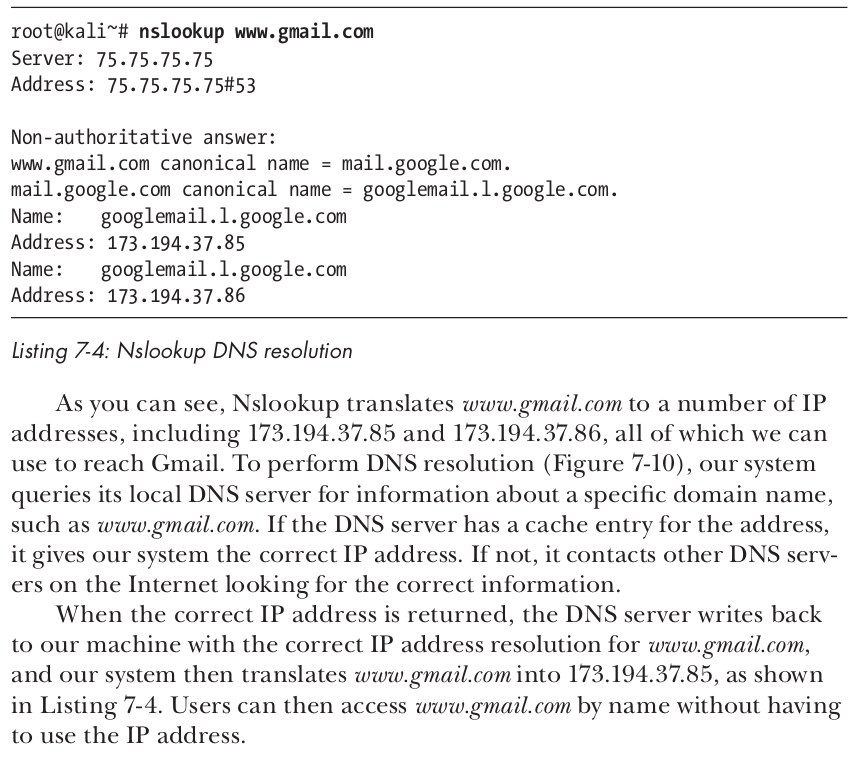 root@kali~# nslookup www.gmail.com
Server: 75.75.75.75
Address: 75.75.75.75#53
Non-authoritative answer:
www.gmail.com canonical name = mail.google.com.
mail.google.com canonical name = googlemail.l.google.com.
Name: googlemail.l.google.com
Address: 173.194.37.85
Name: googlemail.l.google.com
Address: 173.194.37.86
Listing 7-4: Nslookup DNS resolution
As you can see, Nslookup translates www.gmail.com to a number of IP
addresses, including 173.194.37.85 and 173.194.37.86, all of which we can
use to reach Gmail. To perform DNS resolution (Figure 7-10), our system
queries its local DNS server for information about a specific domain name,
such as www.gmail.com. If the DNS server has a cache entry for the address,
it gives our system the correct IP address. If not, it contacts other DNS serv-
ers on the Internet looking for the correct information.
When the correct IP address is returned, the DNS server writes back
to our machine with the correct IP address resolution for www.gmail.com,
and our system then translates www.gmail.com into 173.194.37.85, as shown
in Listing 7-4. Users can then access www.gmail.com by name without having
to use the IP address.